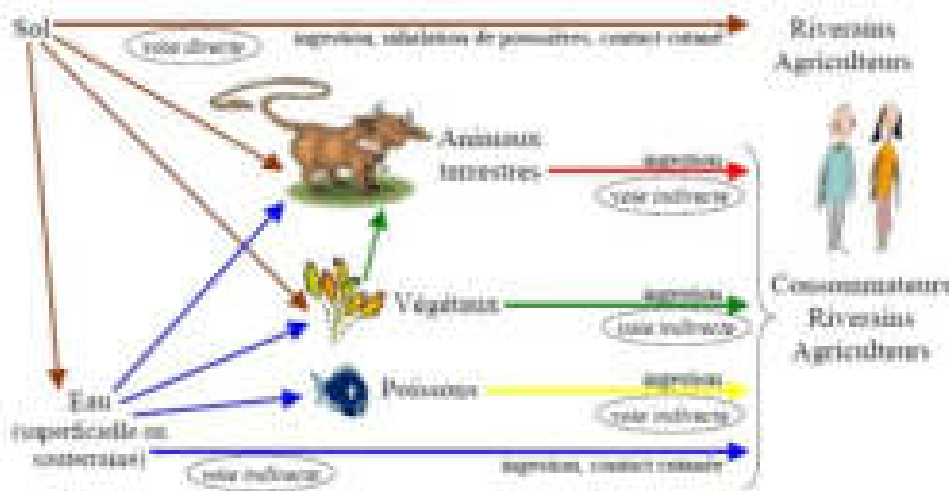 Sol
voie directe
ingestion, inhalation de poussières, contact cutané
Riverains
Agriculteurs
Animaux
terrestres
ingestion
voie indirecte
Végétaux
ingestion
voie indirecte
Consommateurs
Riverains
Agriculteurs
Poissons
ingestion
voie indirecte
Eau
(superficielle ou
souterraine)
voie indirecte
ingestion, contact cutané